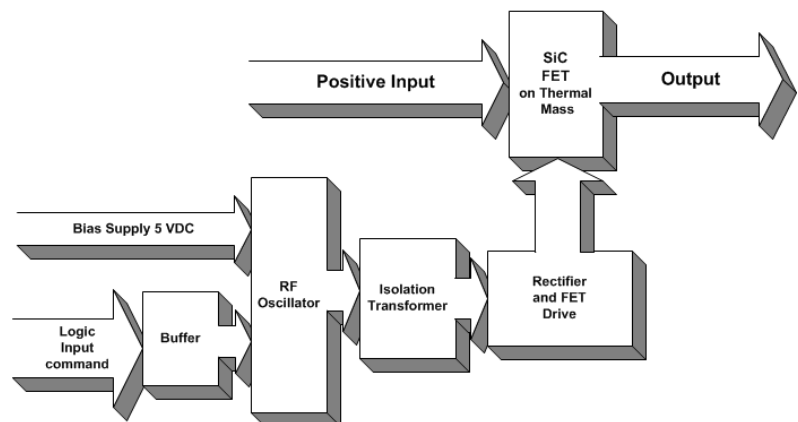 SiC
FET
on Thermal
Mass
Positive Input
Output
Bias Supply 5 VDC
RF
Oscillator
Isolation
Transformer
Rectifier
and FET
Drive
Logic
Input
command
Buffer